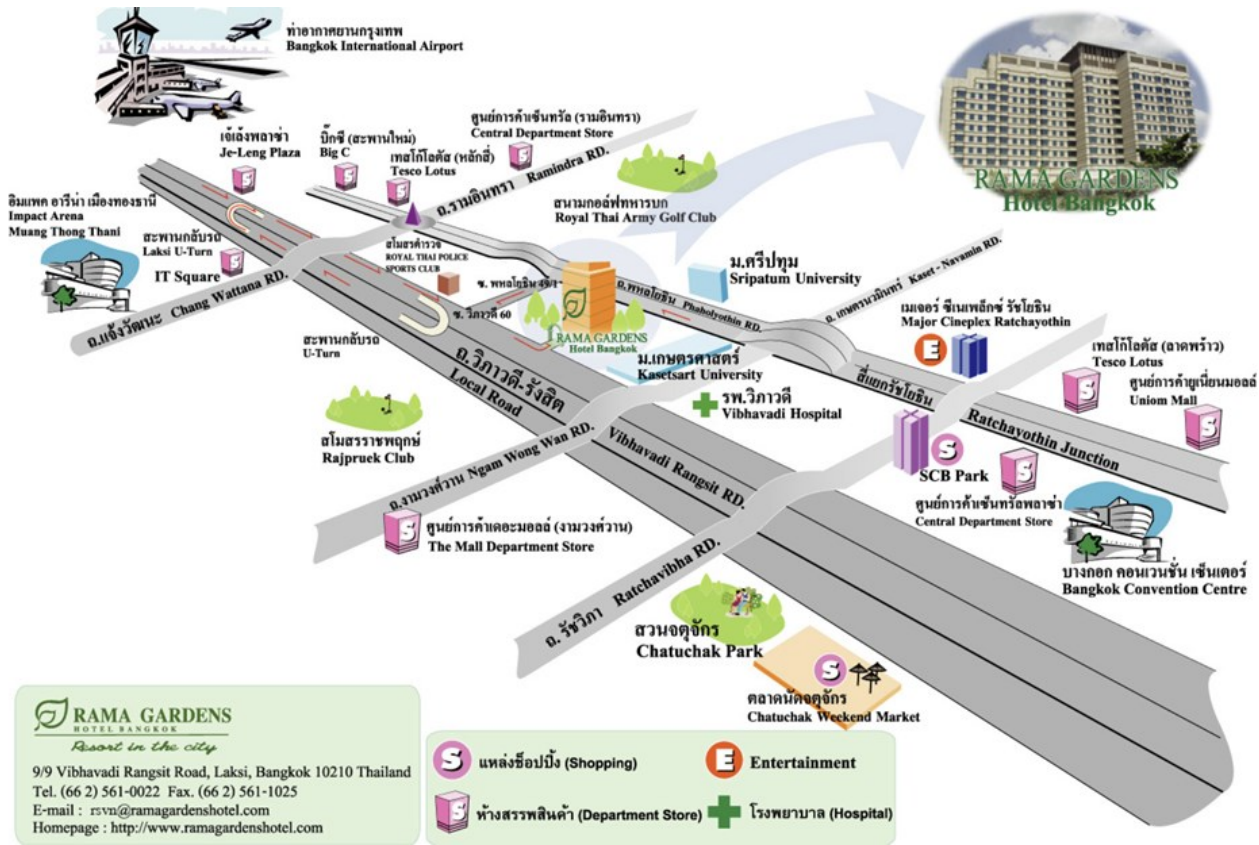 ท่าอากาศยานกรุงเทพ
Bangkok International Airport
RAMA GARDENS
Hotel Bangkok
เจ้เล้งพลาซ่า
Je-Leng Plaza
บิ๊กซี (สะพานใหม่)
Big C
เทสโก้โลตัส (หลักสี่)
Tesco Lotus
ศูนย์การค้าเซ็นทรัล (รามอินทรา)
Central Department Store
ถ.รามอินทรา Ramindra RD.
สนามกอล์ฟทหารบก
Royal Thai Army Golf Club
อิมแพค อารีน่า เมืองทองธานี
Impact Arena
Muang Thong Thani
สะพานกลับรถ
Laksi U-Turn
IT Square
ถ.แจ้งวัฒนะ Chang Wattana RD.
สโมสรตำรวจ
ROYAL THAI POLICE
SPORTS CLUB
ซ. พหลโยธิน 49/1
ซ. วิภาวดี 60
RAMA GARDENS
Hotel Bangkok
ม.ศรีปทุม
Sripatum University
ถ.พหลโยธิน Phaholyothin RD.
ถ. เกษตรนวมินทร์ Kaset - Navamin RD.
เมเจอร์ ซีเนเพล็กซ์ รัชโยธิน
Major Cineplex Ratchayothin
E
เทสโก้โลตัส (ลาดพร้าว)
Tesco Lotus
ศูนย์การค้ายูเนี่ยนมอลล์
Uniom Mall
สะพานกลับรถ
U-Turn
ถ.วิภาวดี-รังสิต
Local Road
ม.เกษตรศาสตร์
Kasetsart University
รพ.วิภาวดี
Vibhavadi Hospital
สี่แยกรัชโยธิน
Ratchayothin Junction
สโมสรราชพฤกษ์
Rajpruek Club
ถ.งามวงศ์วาน Ngam Wong Wan RD.
Vibhavadi Rangsit RD.
S
SCB Park
ศูนย์การค้าเซ็นทรัลพลาซ่า
Central Department Store
ศูนย์การค้าเดอะมอลล์ (งามวงศ์วาน)
The Mall Department Store
ถ. รัชวิภา Ratchavibha RD.
บางกอก คอนเวนชั่น เซ็นเตอร์
Bangkok Convention Centre
สวนจตุจักร
Chatuchak Park
S
ตลาดนัดจตุจักร
Chatuchak Weekend Market
RAMA GARDENS
HOTEL BANGKOK
Resort in the city
9/9 Vibhavadi Rangsit Road, Laksi, Bangkok 10210 Thailand
Tel. (66 2) 561-0022 Fax. (66 2) 561-1025
E-mail : rsvn@ramagardenshotel.com
Homepage : http://www.ramagardenshotel.com
S แหล่งช็อปปิ้ง (Shopping)
E Entertainment
S ห้างสรรพสินค้า (Department Store)
โรงพยาบาล (Hospital)